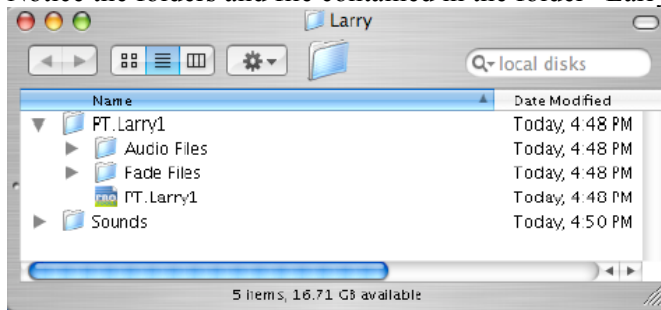 Notice the folders and file contained in the folder
Larry
local disks
Name Date Modified
PT.Larry1 Today, 4:48 PM
Audio Files Today, 4:48 PM
Fade Files Today, 4:48 PM
PT.Larry1 Today, 4:48 PM
Sounds Today, 4:50 PM
5 items, 16.71 GB available